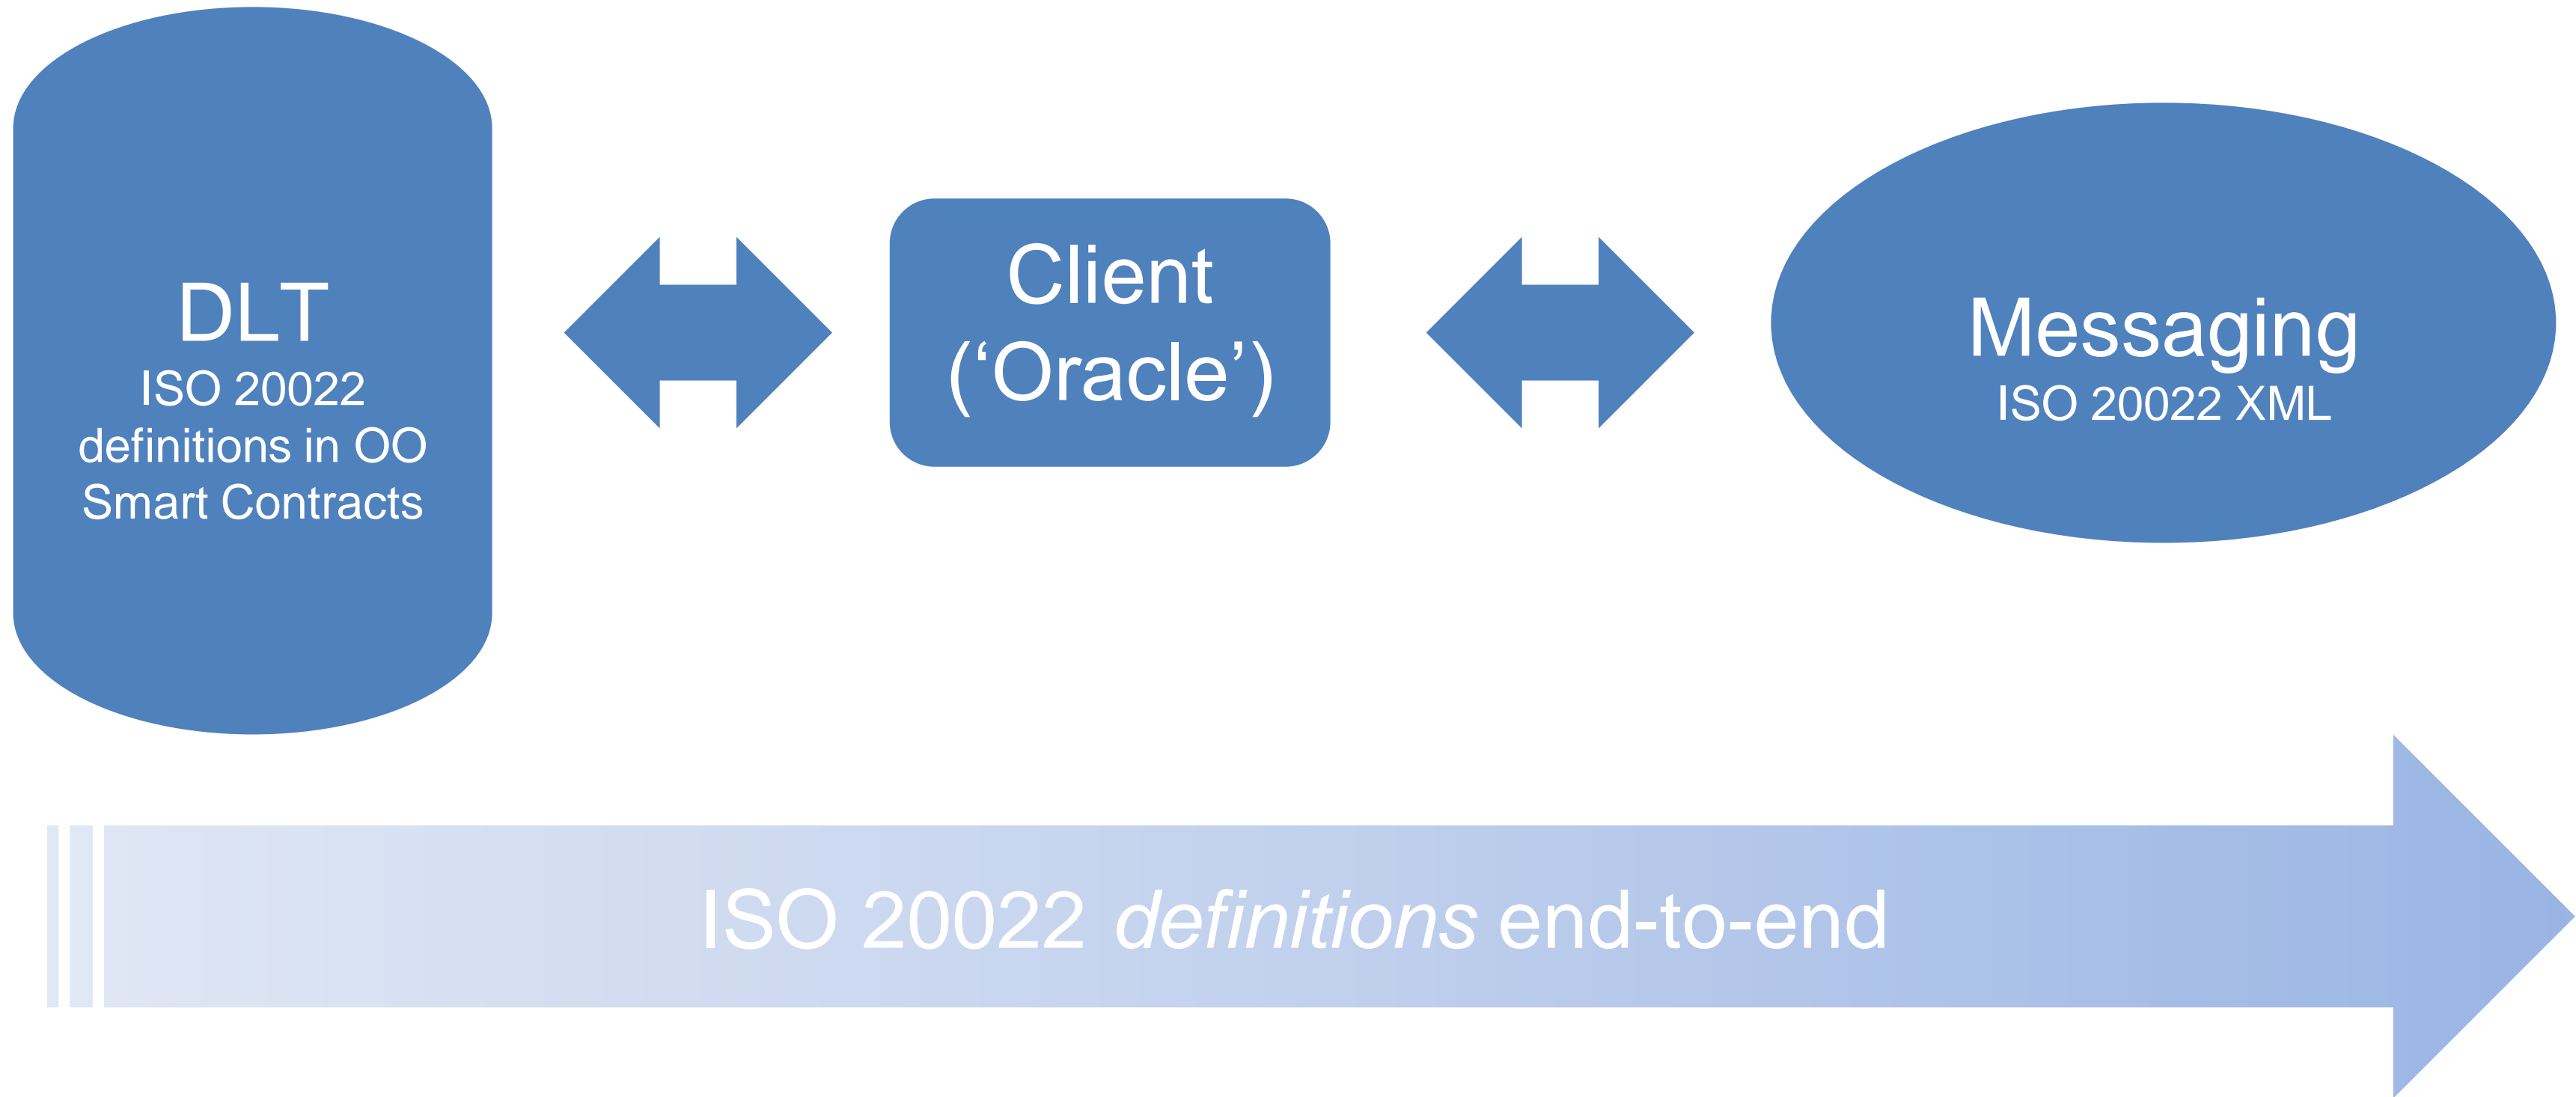 DLT
ISO 20022
definitions in OO
Smart Contracts
Client
(‘Oracle’)
Messaging
ISO 20022 XML
ISO 20022 definitions end-to-end